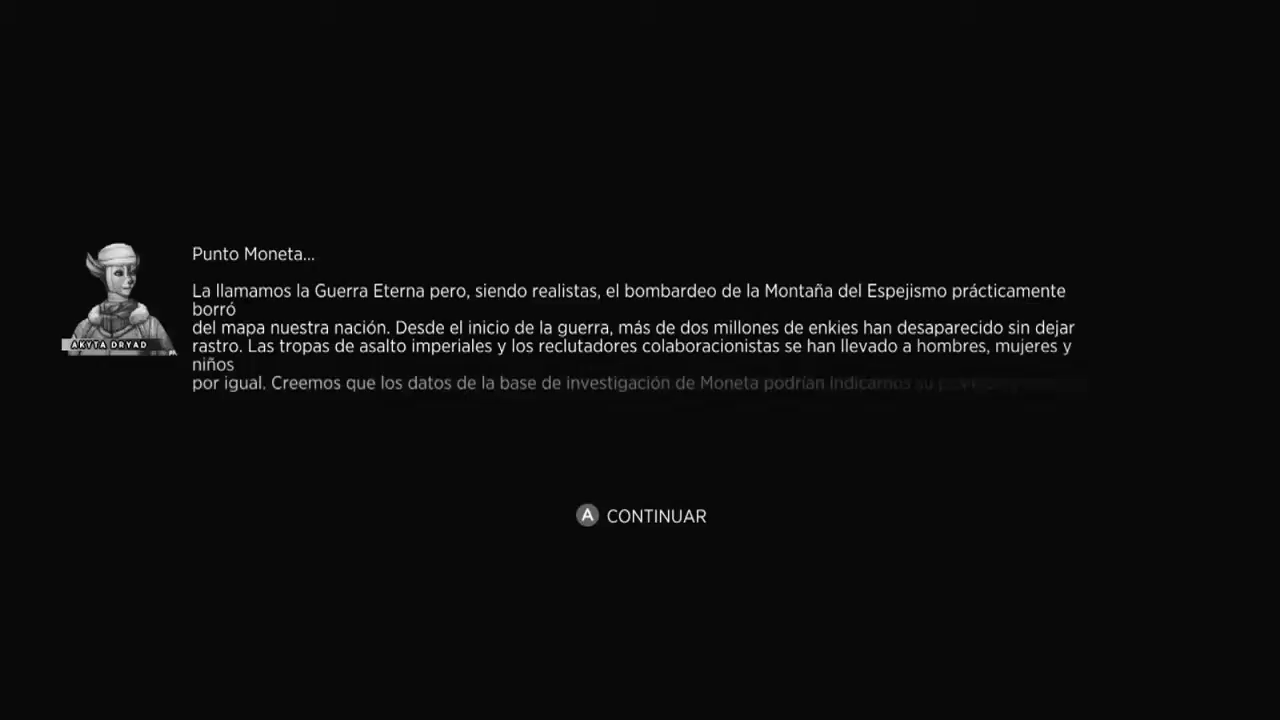 Punto Moneta...
La llamamos la Guerra Eterna pero, siendo realistas, el bombardeo de la Montaña del Espejismo prácticamente
borró
del mapa nuestra nación. Desde el inicio de la guerra, más de dos millones de enkies han desaparecido sin dejar
rastro. Las tropas de asalto imperiales y los reclutadores colaboracionistas se han llevado a hombres, mujeres y
niños
por igual. Creemos que los datos de la base de investigación de Moneta podrían indicarnos su
AKYTA DRYAD
A CONTINUAR